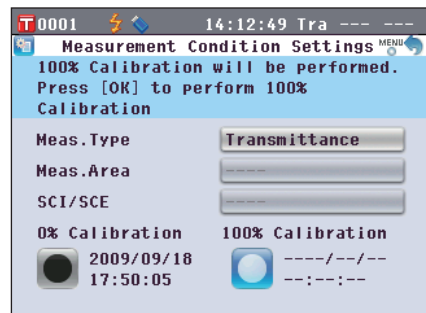 T 0001 14:12:49 Tra --- ---
Measurement Condition Settings MENU
100% Calibration will be performed.
Press [OK] to perform 100%
Calibration
Meas.Type Transmittance
Meas.Area ----
SCI/SCE ----
0% Calibration 100% Calibration
2009/09/18 ----/--/--
17:50:05 --:--:--